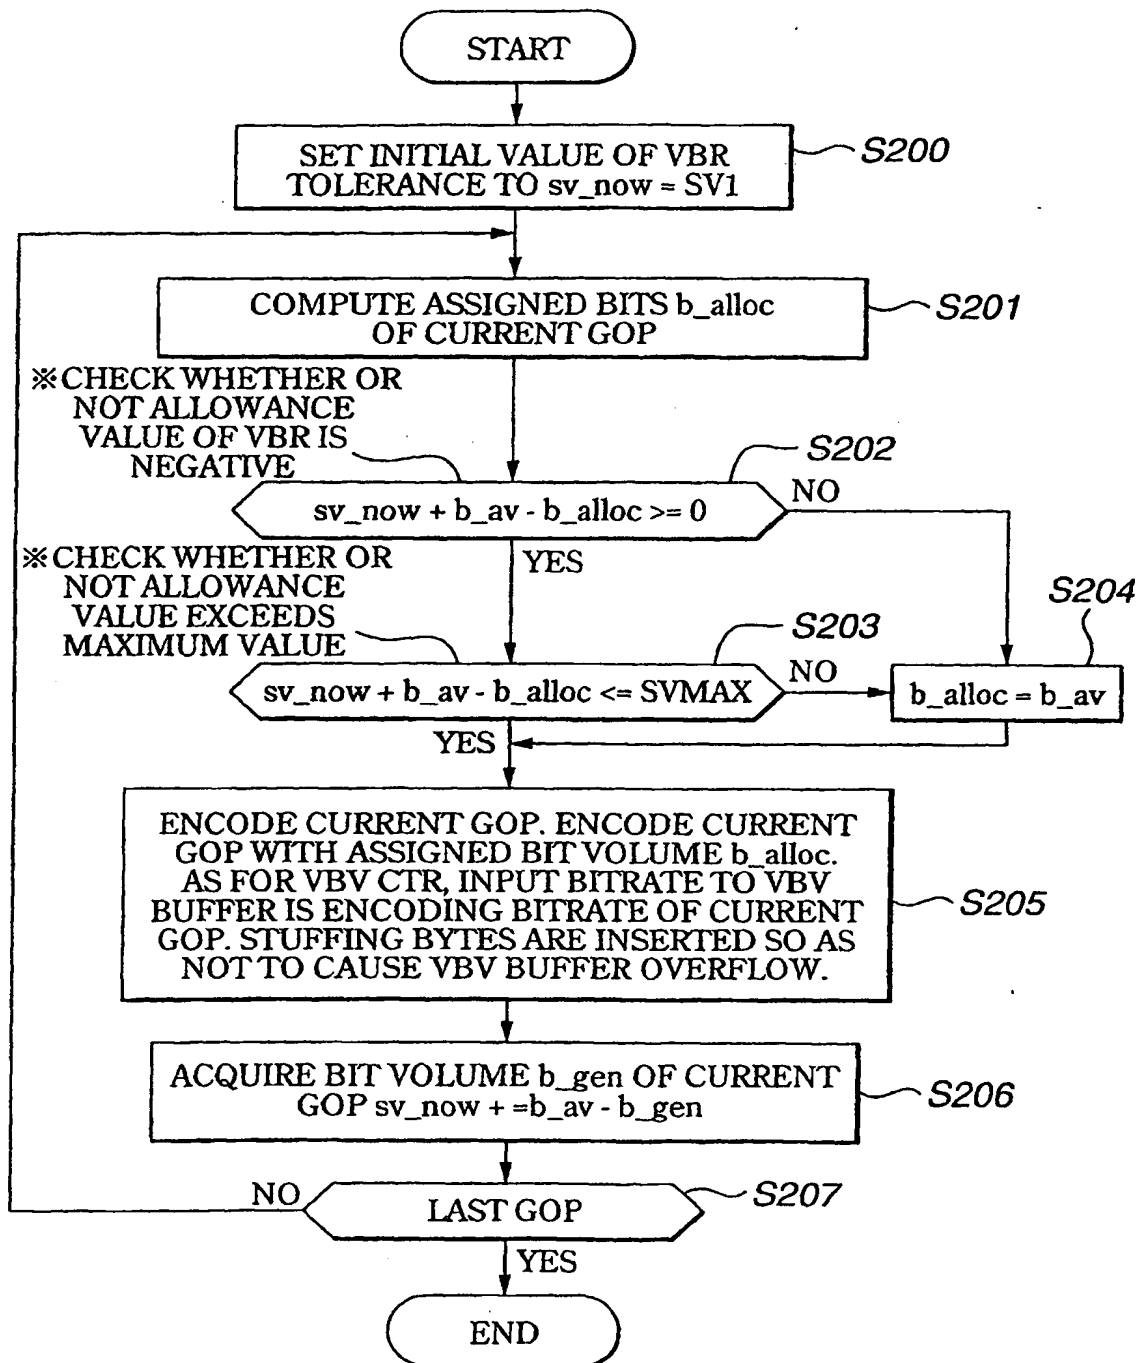 START
SET INITIAL VALUE OF VBR
TOLERANCE TO sv_now = SV1
S200
COMPUTE ASSIGNED BITS b_alloc
OF CURRENT GOP
S201
※CHECK WHETHER OR
NOT ALLOWANCE
VALUE OF VBR IS
NEGATIVE
S202
sv_now + b_av - b_alloc >= 0
NO
YES
※CHECK WHETHER OR
NOT ALLOWANCE
VALUE EXCEEDS
MAXIMUM VALUE
S203
sv_now + b_av - b_alloc <= SVMAX
NO
S204
b_alloc = b_av
YES
ENCODE CURRENT GOP. ENCODE CURRENT
GOP WITH ASSIGNED BIT VOLUME b_alloc.
AS FOR VBV CTR, INPUT BITRATE TO VBV
BUFFER IS ENCODING BITRATE OF CURRENT
GOP. STUFFING BYTES ARE INSERTED SO AS
NOT TO CAUSE VBV BUFFER OVERFLOW.
S205
ACQUIRE BIT VOLUME b_gen OF CURRENT
GOP sv_now + =b_av - b_gen
S206
NO
LAST GOP
S207
YES
END